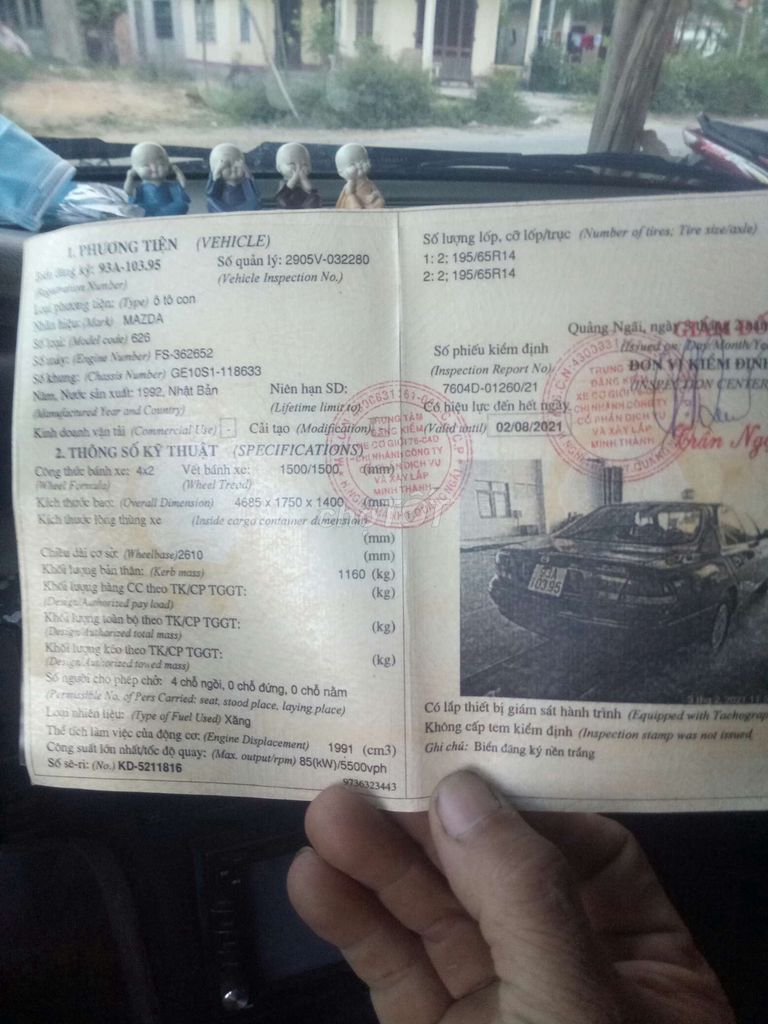 1. PHƯƠNG TIỆN (VEHICLE)
Biển đăng ký: 93A-103.95 Số quản lý: 2905V-032280
(Registration Number) (Vehicle Inspection No.)
Loại phương tiện: (Type) ô tô con
Nhãn hiệu: (Mark) MAZDA
Số loại: (Model code) 626
Số máy: (Engine Number) FS-362652
Số khung: (Chassis Number) GE10S1-118633
Năm, Nước sản xuất: 1992, Nhật Bản Niên hạn SD:
(Manufactured Year and Country) (Lifetime limit to)
Kinh doanh vận tải (Commercial Use) - Cải tạo (Modification)
2. THÔNG SỐ KỸ THUẬT (SPECIFICATIONS)
Công thức bánh xe: 4x2 Vết bánh xe: 1500/1500 (mm)
(Wheel Formula) (Wheel Tread)
Kích thước bao: (Overall Dimension) 4685 x 1750 x 1400 (mm)
Kích thước lòng thùng xe (Inside cargo container dimension)
(mm)
Chiều dài cơ sở: (Wheelbase) 2610 (mm)
Khối lượng bản thân: (Kerb mass) 1160 (kg)
Khối lượng hàng CC theo TK/CP TGGT: (kg)
(Design/Authorized pay load)
Khối lượng toàn bộ theo TK/CP TGGT: (kg)
(Design/Authorized total mass)
Khối lượng kéo theo TK/CP TGGT: (kg)
(Design/Authorized towed mass)
Số người cho phép chở: 4 chỗ ngồi, 0 chỗ đứng, 0 chỗ nằm
(Permissible No. of Pers Carried: seat, stood place, laying place)
Loại nhiên liệu: (Type of Fuel Used) Xăng
Thể tích làm việc của động cơ: (Engine Displacement) 1991 (cm3)
Công suất lớn nhất/tốc độ quay: (Max. output/rpm) 85(kW)/5500vph
Số sê-ri: (No.) KD-5211816
9736323443
Số lượng lốp, cỡ lốp/trục (Number of tires; Tire size/axle)
1: 2; 195/65R14
2: 2; 195/65R14
Quảng Ngãi, ngày
Issued on: Day/Month/Ye
Số phiếu kiểm định ĐƠN VỊ KIỂM ĐỊN
(Inspection Report No) INSPECTION CENTER
7604D-01260/21
Có hiệu lực đến hết ngày
(Valid until) 02/08/2021
Trần Ng
TRUNG TÂM
ĐĂNG KIỂM
XE CƠ GIỚI 76-04D
CHI NHÁNH CÔNG TY
CỔ PHẦN DỊCH VỤ
VÀ XÂY LẮP
MINH THÀNH
93A
103.95
Có lắp thiết bị giám sát hành trình (Equipped with Tachograp
Không cấp tem kiểm định (Inspection stamp was not issued
Ghi chú: Biển đăng ký nền trắng